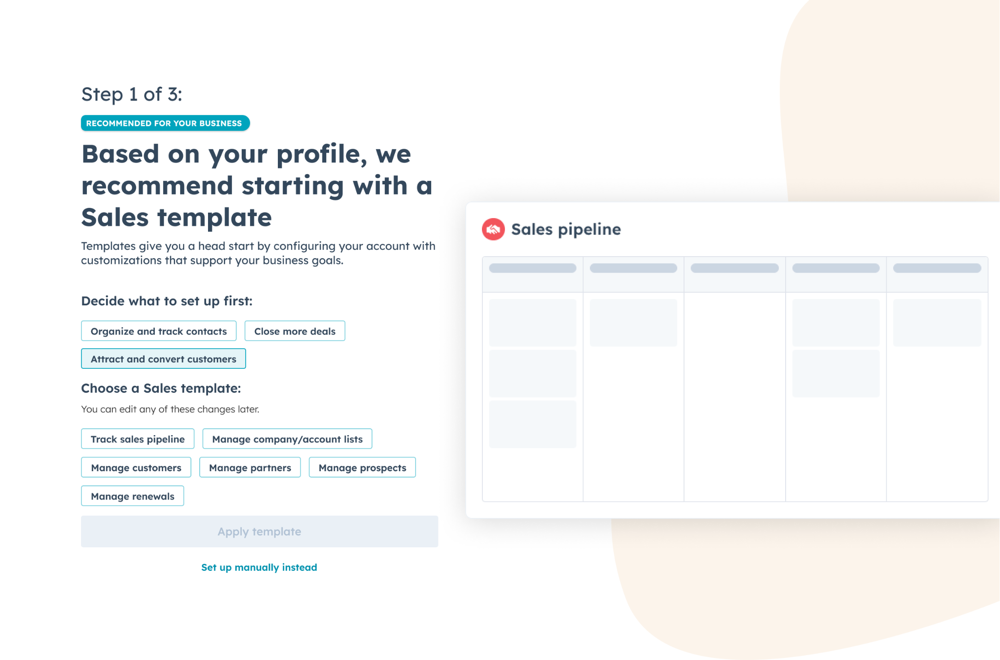 Step 1 of 3:
RECOMMENDED FOR YOUR BUSINESS
Based on your profile, we
recommend starting with a
Sales template
Templates give you a head start by configuring your account with
customizations that support your business goals.
Decide what to set up first:
Organize and track contacts
Close more deals
Attract and convert customers
Choose a Sales template:
You can edit any of these changes later.
Track sales pipeline
Manage company/account lists
Manage customers
Manage partners
Manage prospects
Manage renewals
Apply template
Set up manually instead
Sales pipeline